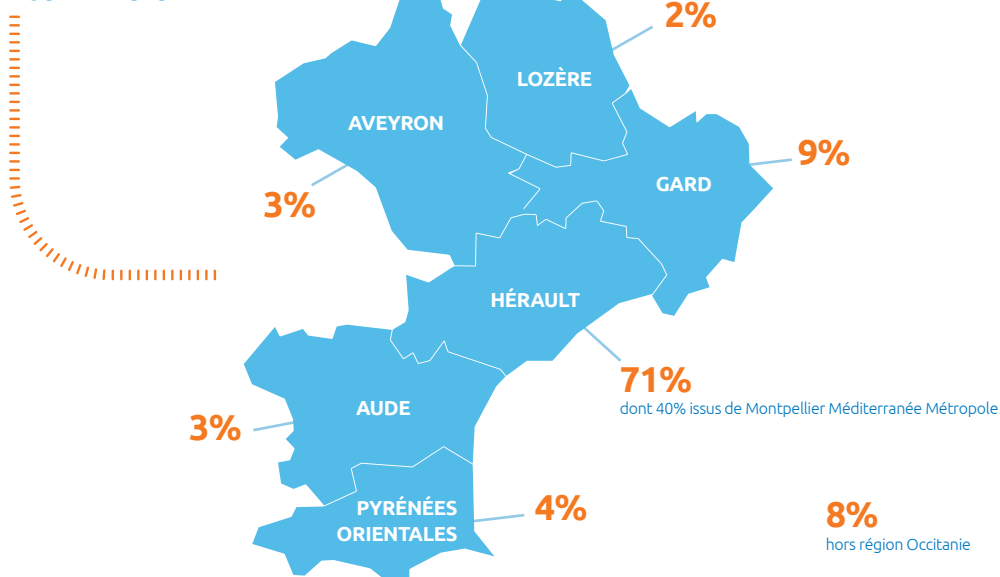 2%
LOZÈRE
AVEYRON
9%
GARD
3%
HÉRAULT
71%
dont 40% issus de Montpellier Méditerranée Métropole
AUDE
3%
PYRÉNÉES
ORIENTALES
4%
8%
hors région Occitanie